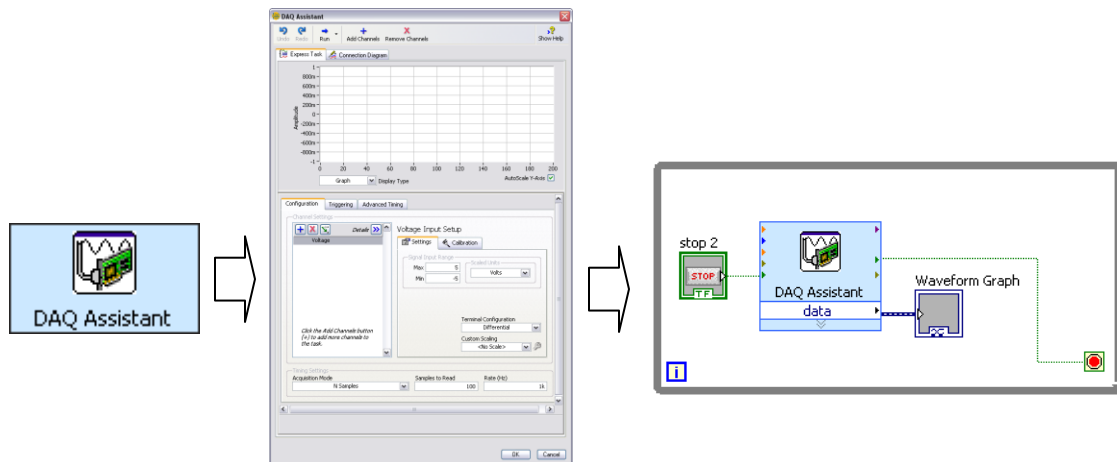 DAQ Assistant
DAQ Assistant
Undo Redo Run Add Channels Remove Channels Show Help
Express Task Connection Diagram
1
800m
600m
400m
200m
0
-200m
-400m
-600m
-800m
-1
Amplitude
0 20 40 60 80 100 120 140 160 180 200
Graph Display Type AutoScale Y-Axis
Configuration Triggering Advanced Timing
Channel Settings
Details
Voltage
Click the Add Channels button
(+) to add more channels to
the task.
Voltage Input Setup
Settings Calibration
Signal Input Range
Max 5
Min -5
Scaled Units
Volts
Terminal Configuration
Differential
Custom Scaling
<No Scale>
Timing Settings
Acquisition Mode Samples to Read Rate (Hz)
N Samples 100 1k
OK Cancel
stop 2
STOP
TF
DAQ Assistant
data
Waveform Graph
i